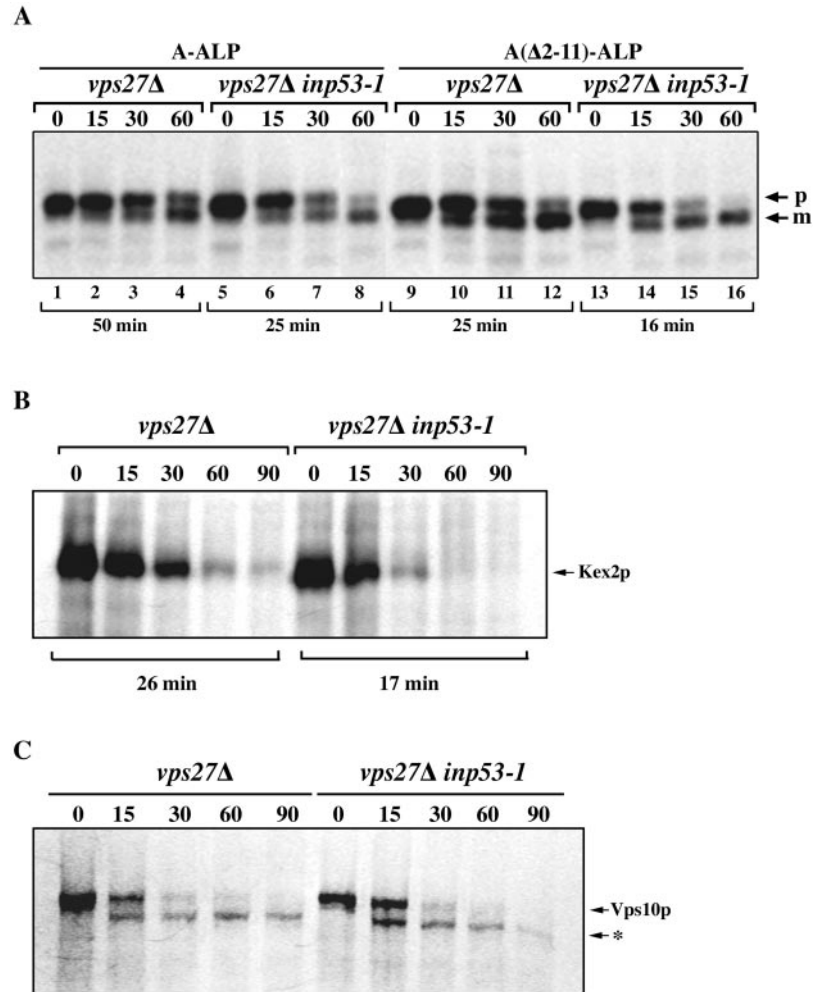 A
A-ALP A(Δ2-11)-ALP
vps27Δ vps27Δ inp53-1 vps27Δ vps27Δ inp53-1
0 15 30 60 0 15 30 60 0 15 30 60 0 15 30 60
p
m
1 2 3 4 5 6 7 8 9 10 11 12 13 14 15 16
50 min 25 min 25 min 16 min
B
vps27Δ vps27Δ inp53-1
0 15 30 60 90 0 15 30 60 90
Kex2p
26 min 17 min
C
vps27Δ vps27Δ inp53-1
0 15 30 60 90 0 15 30 60 90
Vps10p
*